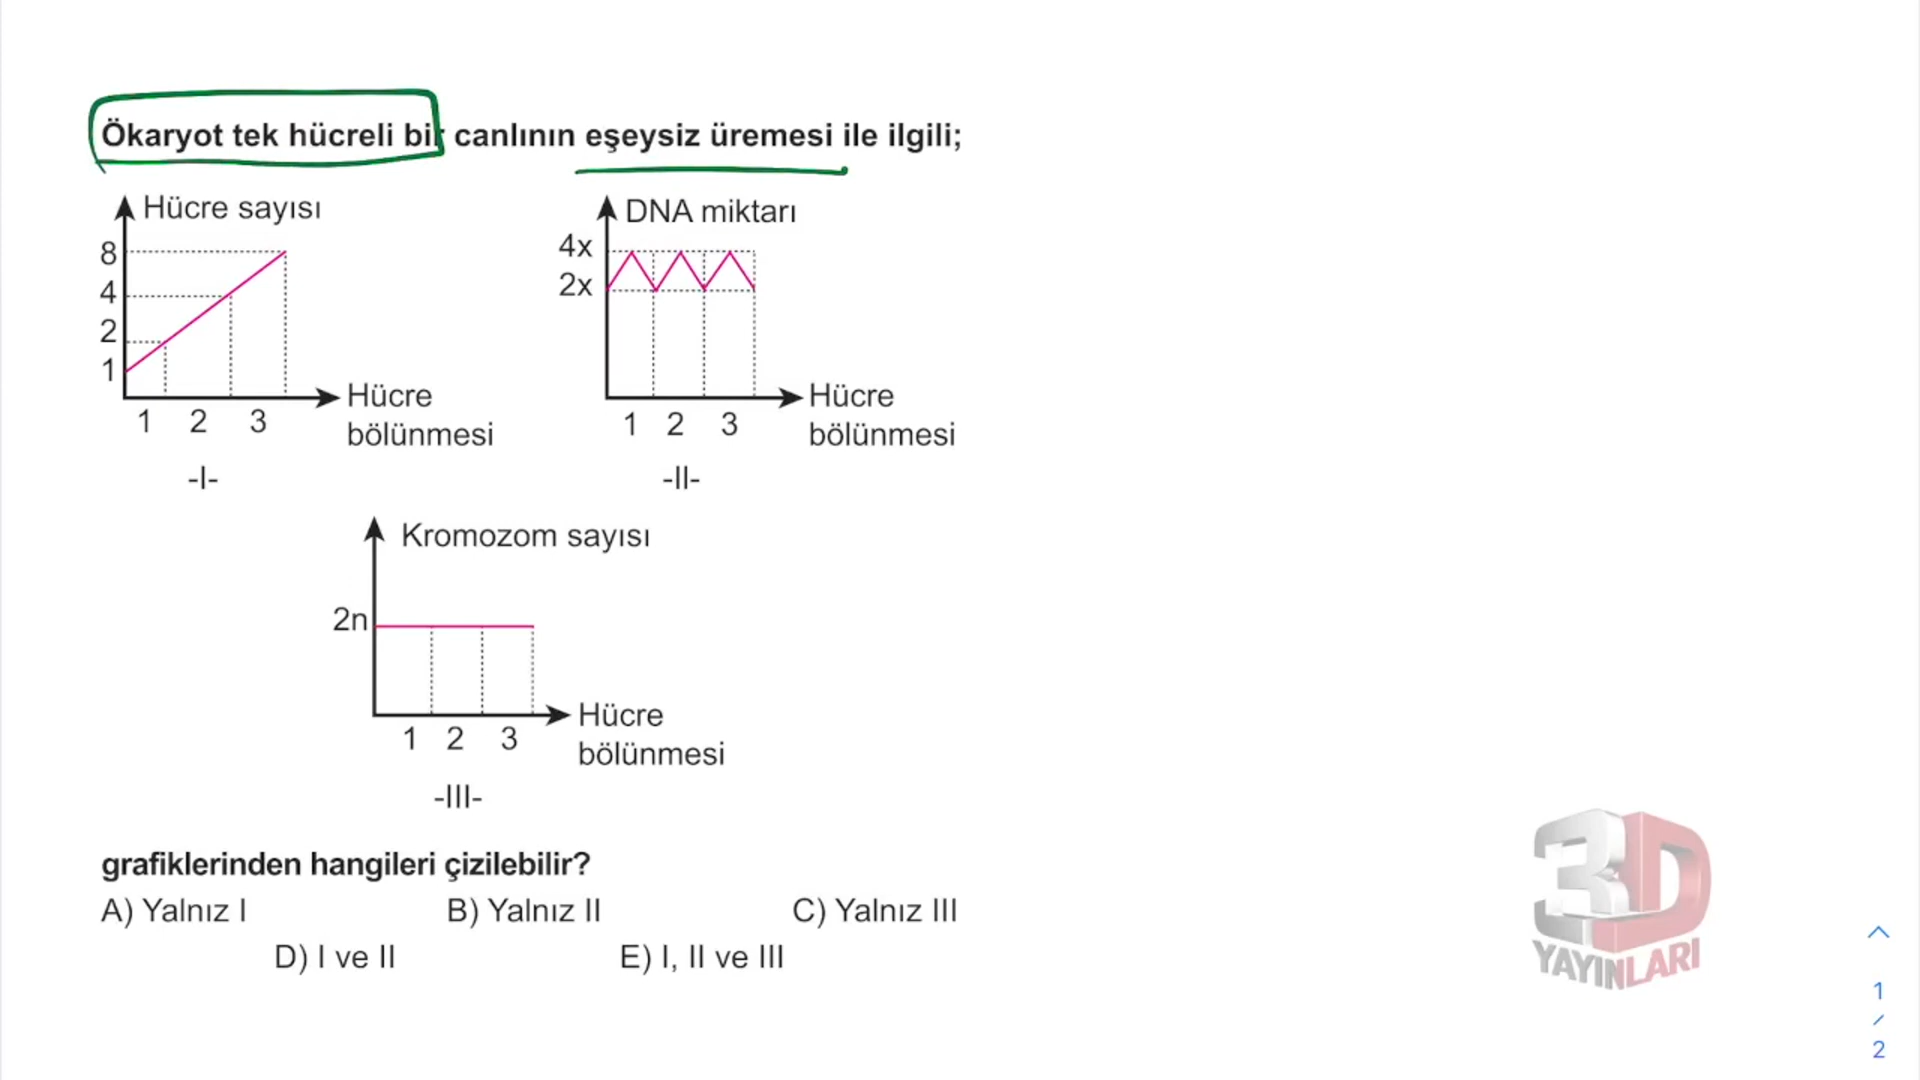 Ökaryot tek hücreli bir canlının eşeysiz üremesi ile ilgili;
Hücre sayısı
8
4
2
1
1 2 3
Hücre
bölünmesi
-I-
DNA miktarı
4x
2x
1 2 3
Hücre
bölünmesi
-II-
Kromozom sayısı
2n
1 2 3
Hücre
bölünmesi
-III-
grafiklerinden hangileri çizilebilir?
A) Yalnız I B) Yalnız II C) Yalnız III
D) I ve II E) I, II ve III
3D
YAYINLARI
1
/
2